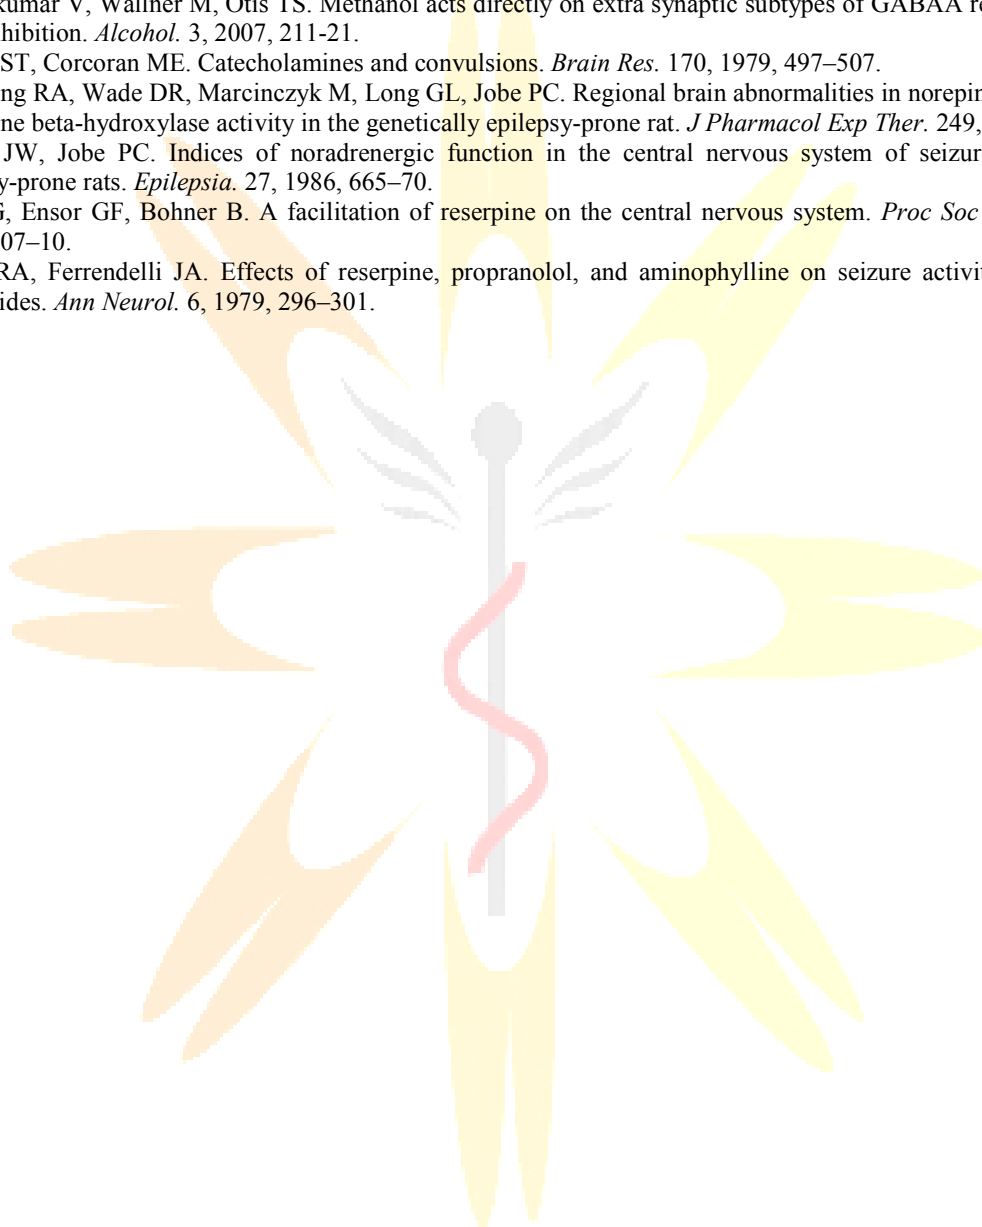 kumar V, Wallner M, Otis TS. Methanol acts directly on extra synaptic subtypes of GABAA re
hibition. Alcohol. 3, 2007, 211-21.
ST, Corcoran ME. Catecholamines and convulsions. Brain Res. 170, 1979, 497–507.
ng RA, Wade DR, Marcinczyk M, Long GL, Jobe PC. Regional brain abnormalities in norepin
ne beta-hydroxylase activity in the genetically epilepsy-prone rat. J Pharmacol Exp Ther. 249,
JW, Jobe PC. Indices of noradrenergic function in the central nervous system of seizur
y-prone rats. Epilepsia. 27, 1986, 665–70.
G, Ensor GF, Bohner B. A facilitation of reserpine on the central nervous system. Proc Soc
07–10.
RA, Ferrendelli JA. Effects of reserpine, propranolol, and aminophylline on seizure activit
ides. Ann Neurol. 6, 1979, 296–301.